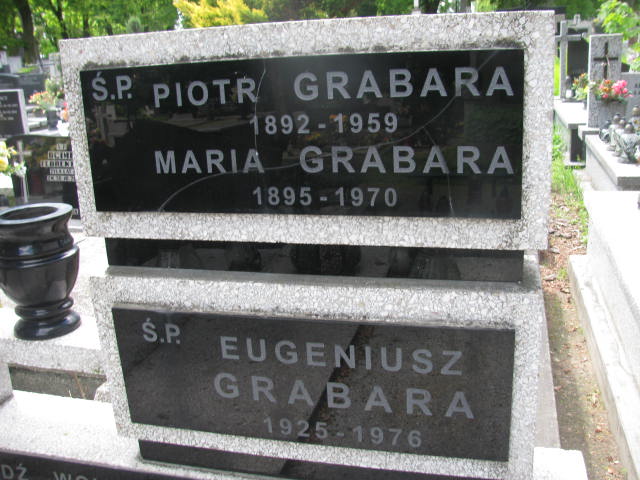 Ś.P. PIOTR GRABARA
1892-1959
MARIA GRABARA
1895-1970
Ś.P. EUGENIUSZ
GRABARA
1925-1976